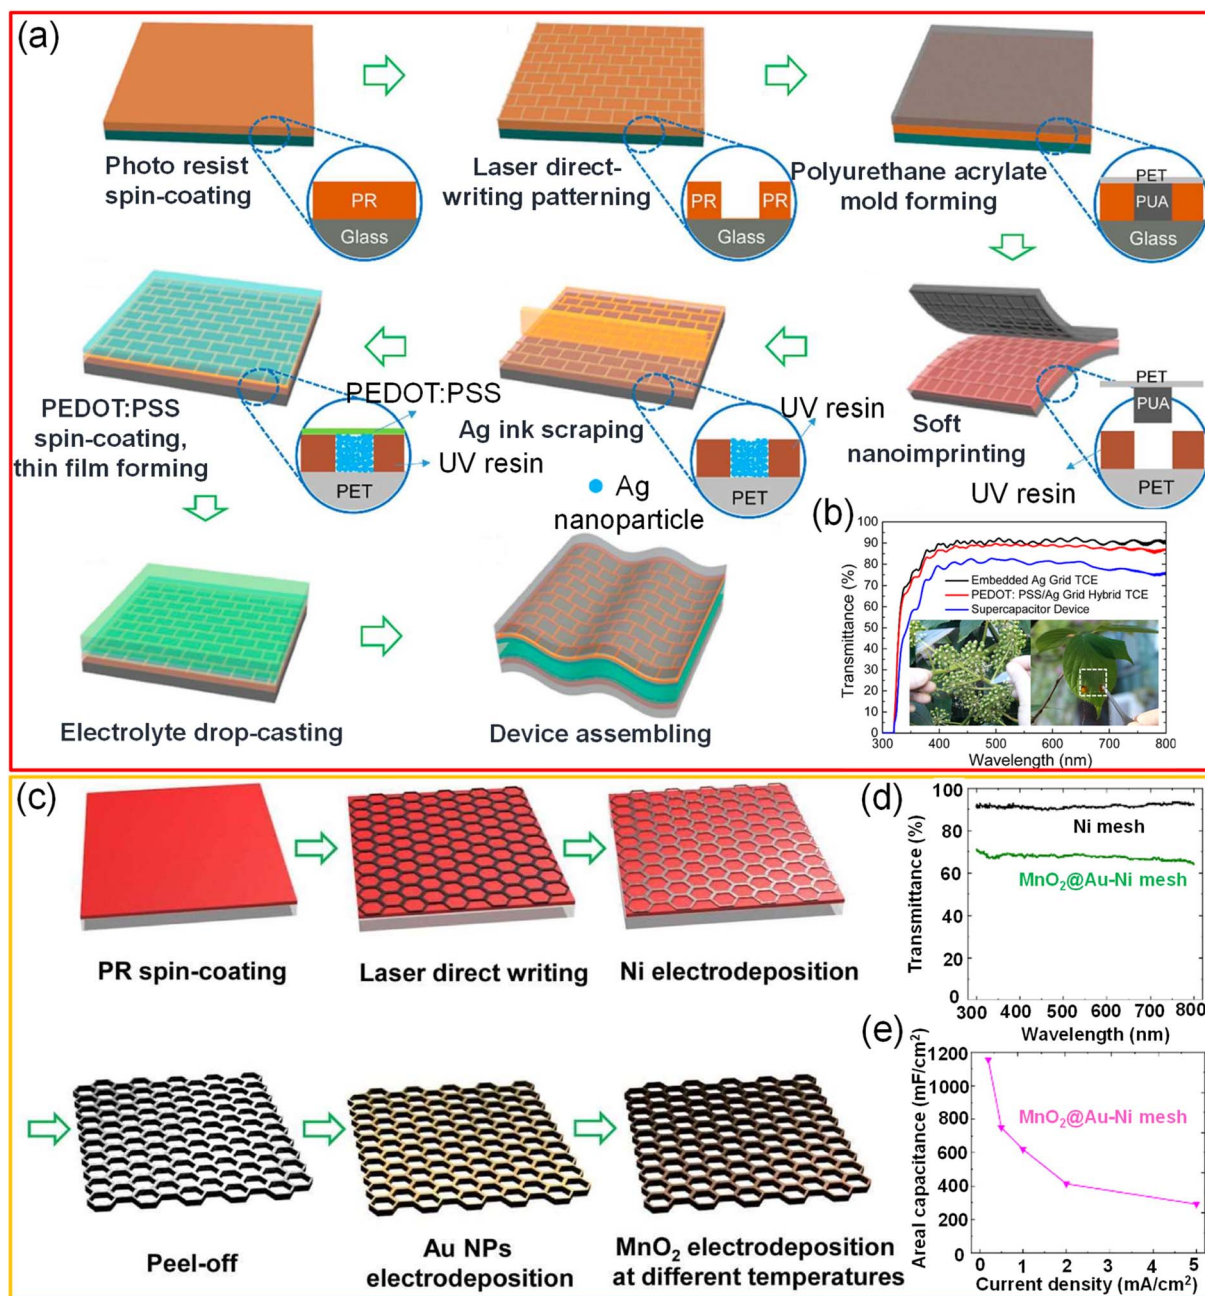 (a)
Photo resist
spin-coating
PR
Glass
Laser direct-
writing patterning
PR PR
Glass
Polyurethane acrylate
mold forming
PET
PUA
Glass
PEDOT:PSS
spin-coating,
thin film forming
PEDOT:PSS
UV resin
PET
Ag ink scraping
UV resin
PET
Ag
nanoparticle
Soft
nanoimprinting
PET
PUA
UV resin
PET
Electrolyte drop-casting
Device assembling
(b)
Transmittance (%)
100
90
80
70
60
50
40
30
20
10
0
Embedded Ag Grid TCE
PEDOT: PSS/Ag Grid Hybrid TCE
Supercapacitor Device
300 400 500 600 700 800
Wavelength (nm)
(c)
PR spin-coating
Laser direct writing
Ni electrodeposition
Peel-off
Au NPs
electrodeposition
MnO₂ electrodeposition
at different temperatures
(d)
Transmittance (%)
100
80
60
40
20
0
Ni mesh
MnO₂@Au-Ni mesh
300 400 500 600 700 800
Wavelength (nm)
(e)
Areal capacitance (mF/cm²)
1200
1000
800
600
400
200
0
MnO₂@Au-Ni mesh
0 1 2 3 4 5
Current density (mA/cm²)